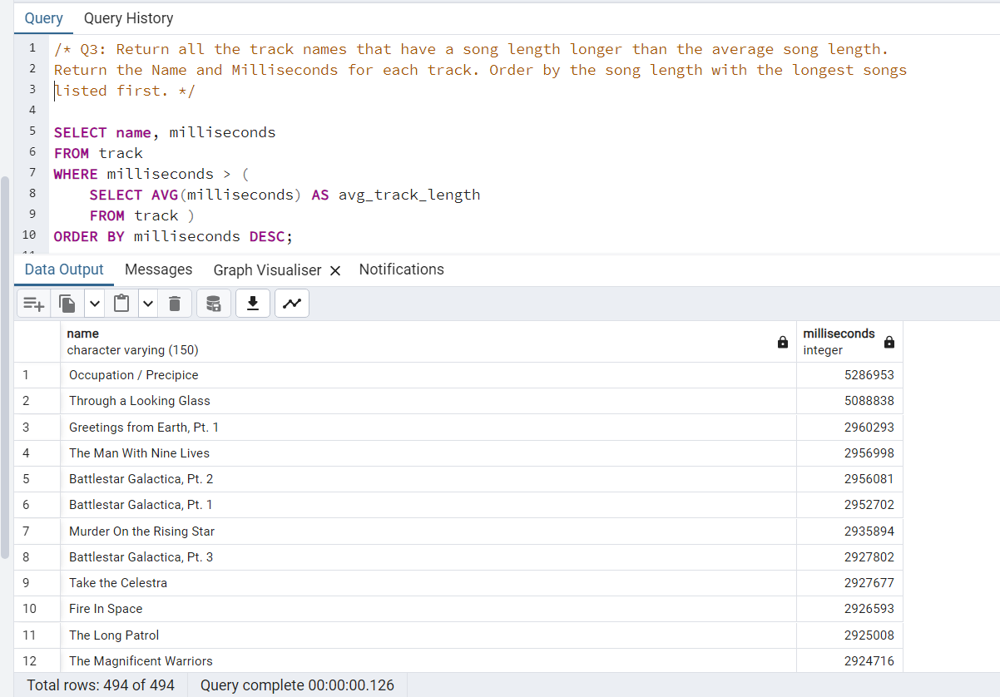 Query Query History
1 /* Q3: Return all the track names that have a song length longer than the average song length.
2 Return the Name and Milliseconds for each track. Order by the song length with the longest songs
3 listed first. */
4
5 SELECT name, milliseconds
6 FROM track
7 WHERE milliseconds > (
8 SELECT AVG(milliseconds) AS avg_track_length
9 FROM track )
10 ORDER BY milliseconds DESC;
Data Output Messages Graph Visualiser Notifications
name milliseconds
character varying (150) integer
1 Occupation / Precipice 5286953
2 Through a Looking Glass 5088838
3 Greetings from Earth, Pt. 1 2960293
4 The Man With Nine Lives 2956998
5 Battlestar Galactica, Pt. 2 2956081
6 Battlestar Galactica, Pt. 1 2952702
7 Murder On the Rising Star 2935894
8 Battlestar Galactica, Pt. 3 2927802
9 Take the Celestra 2927677
10 Fire In Space 2926593
11 The Long Patrol 2925008
12 The Magnificent Warriors 2924716
Total rows: 494 of 494 Query complete 00:00:00.126